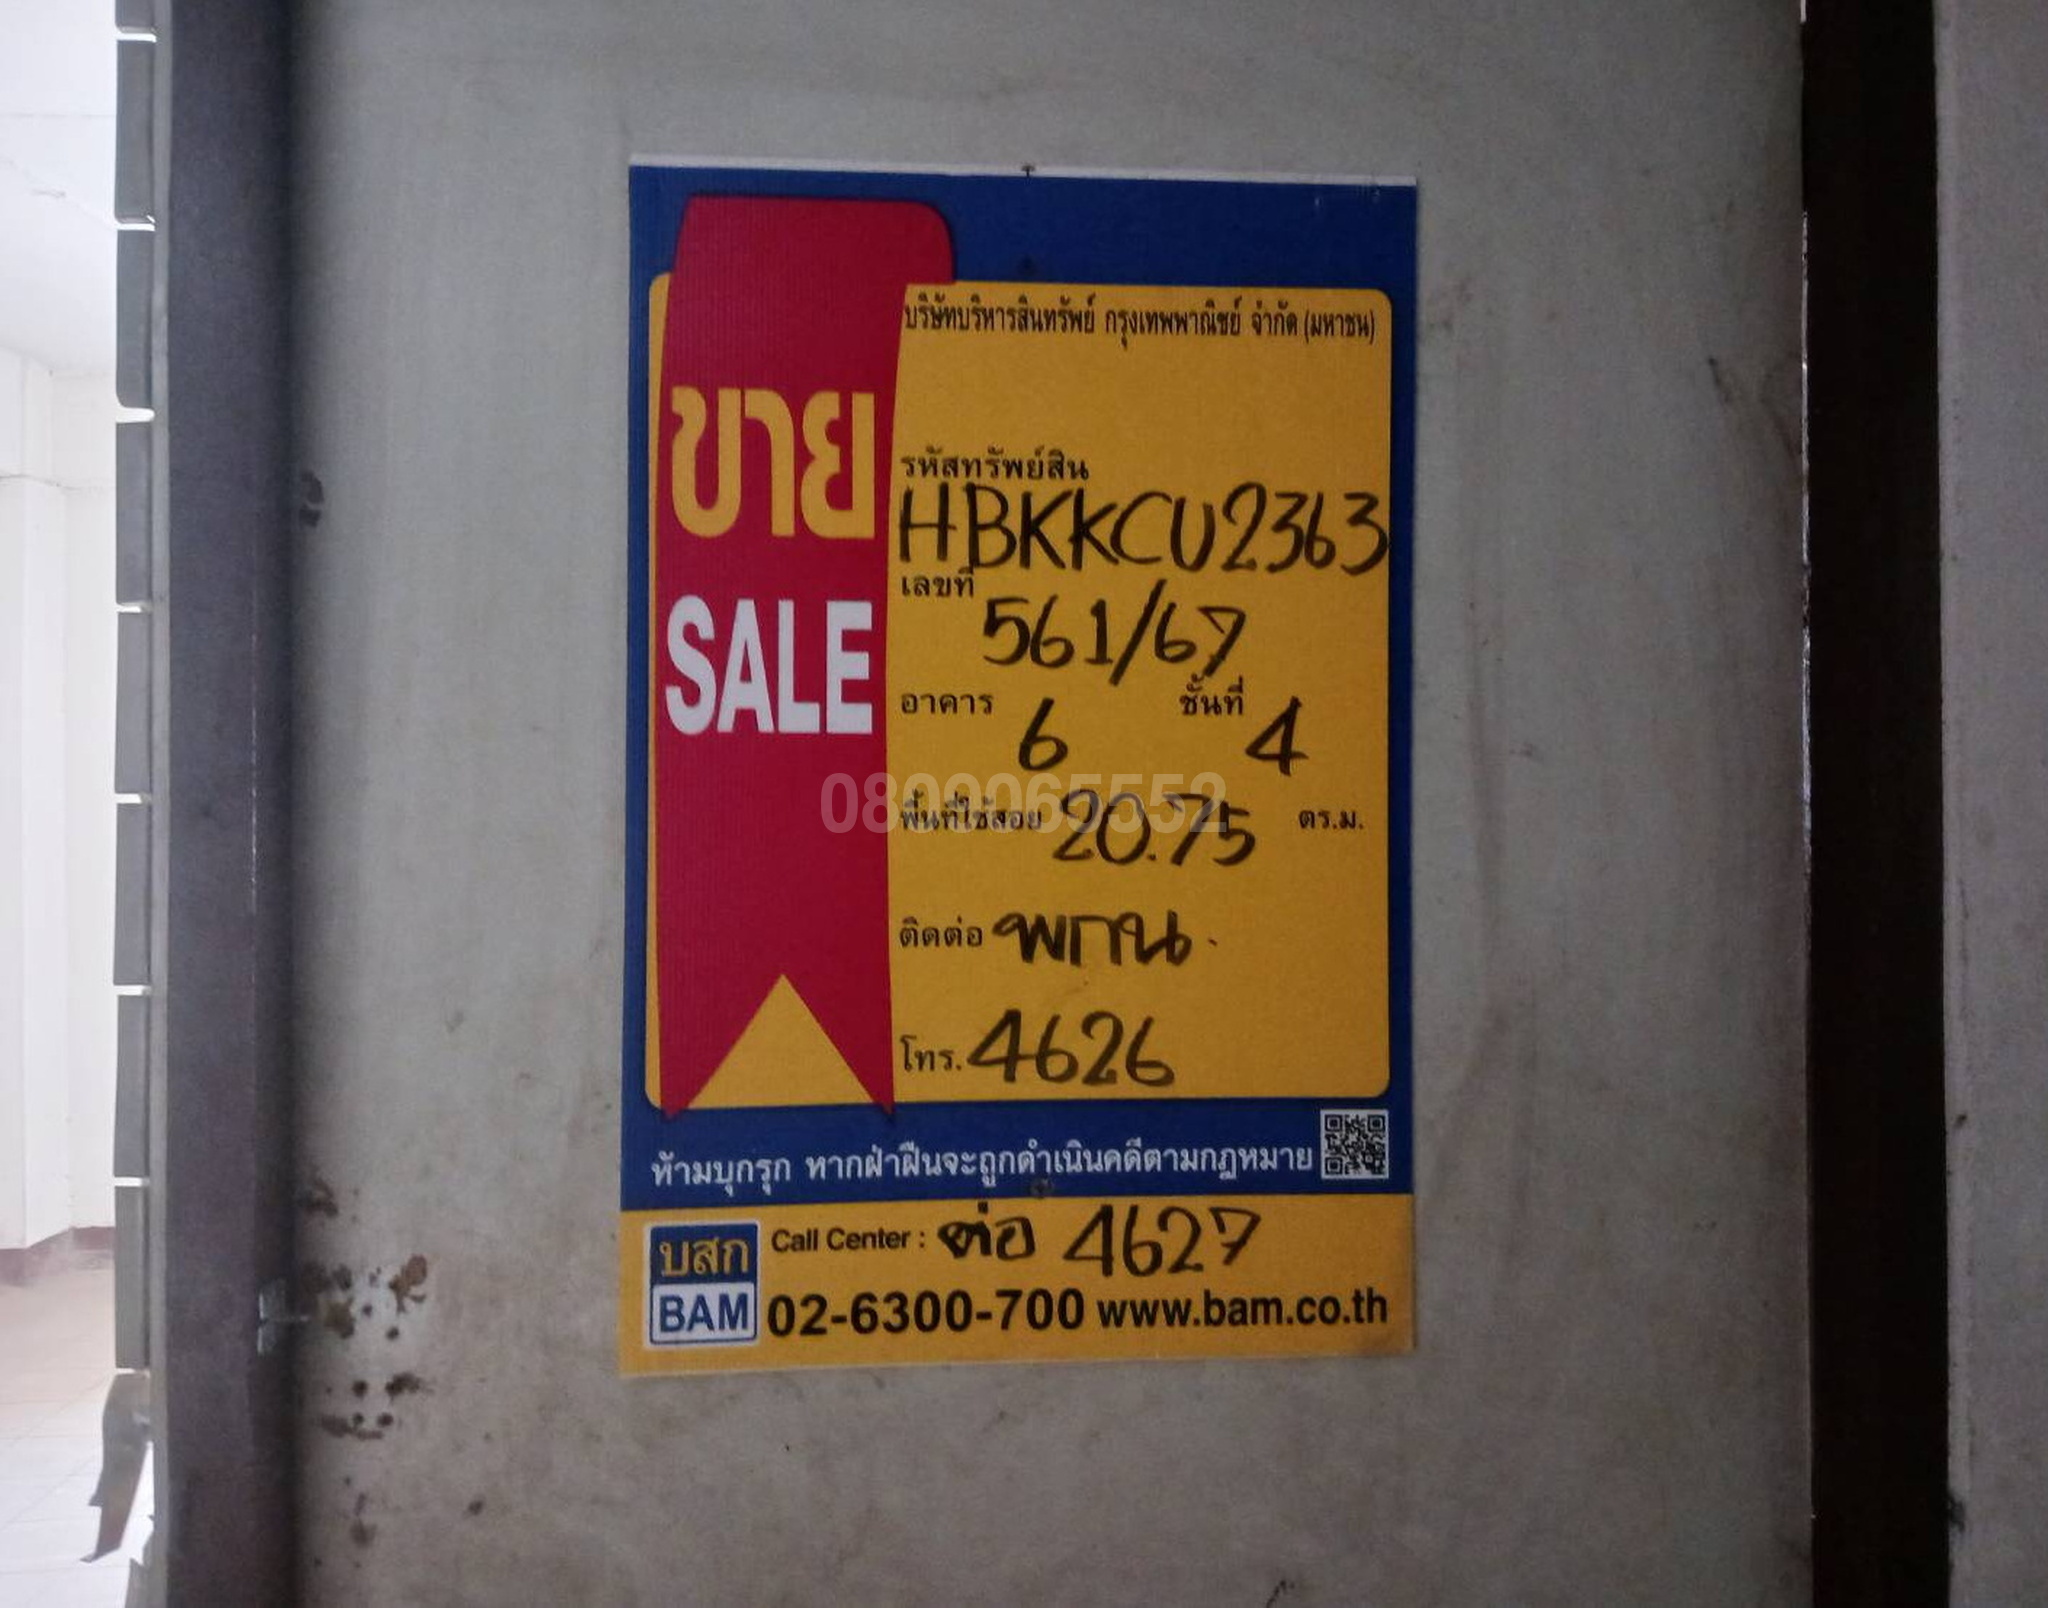 บริษัทบริหารสินทรัพย์ กรุงเทพพาณิชย์ จำกัด (มหาชน)
ขาย
SALE
รหัสทรัพย์สิน
HBKKCU2363
เลขที่ 561/67
อาคาร 6 ชั้นที่ 4
พื้นที่ใช้สอย 20.75 ตร.ม.
ติดต่อ พกน.
โทร. 4626
ห้ามบุกรุก หากฝ่าฝืนจะถูกดำเนินคดีตามกฎหมาย
บสก
BAM
Call Center : ต่อ 4627
02-6300-700 www.bam.co.th